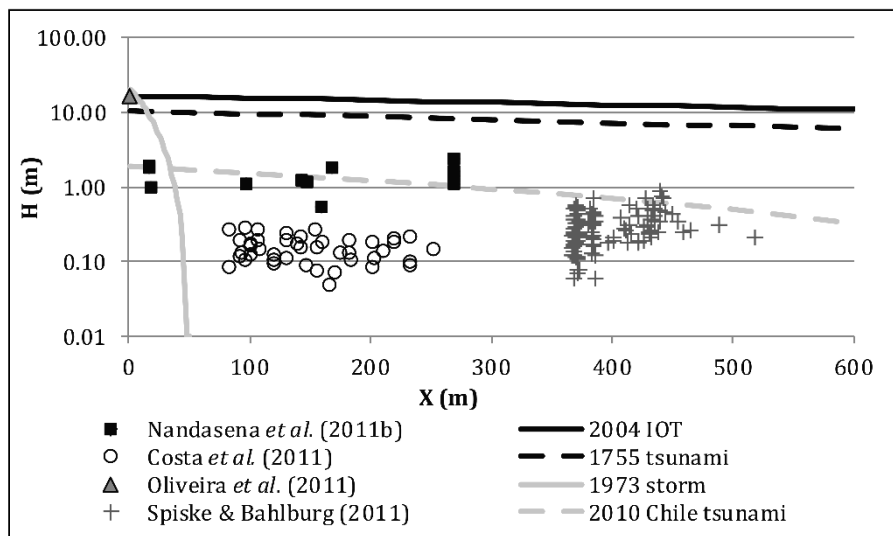 100.00
10.00
1.00
0.10
0.01
H (m)
0 100 200 300 400 500 600
X (m)
Nandasena et al. (2011b)
2004 IOT
Costa et al. (2011)
1755 tsunami
Oliveira et al. (2011)
1973 storm
Spiske & Bahlburg (2011)
2010 Chile tsunami